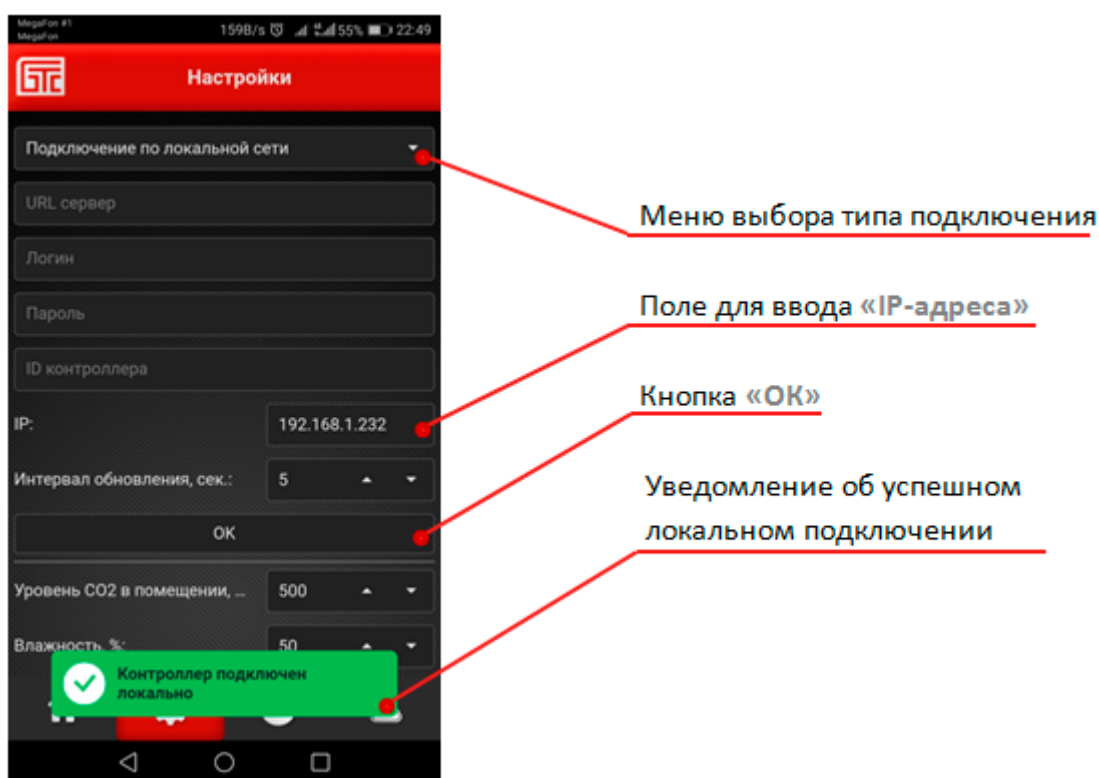 MegaFon #1
MegaFon
159B/s 55% 22:49
БТС
Настройки
Подключение по локальной сети
URL сервер
Логин
Пароль
ID контроллера
IP: 192.168.1.232
Интервал обновления, сек.: 5
OK
Уровень CO2 в помещении, ... 500
Влажность, %: 50
Контроллер подключен
локально
Меню выбора типа подключения
Поле для ввода «IP-адреса»
Кнопка «ОК»
Уведомление об успешном
локальном подключении